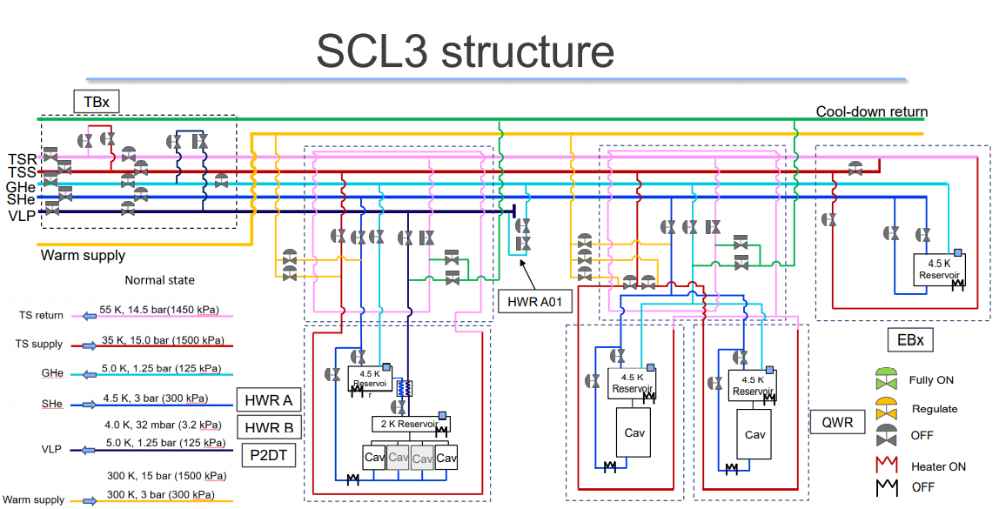 SCL3 structure
TBx
Cool-down return
TSR
TSS
GHe
SHe
VLP
Warm supply
HWR A01
4.5 K
Reservoir
EBx
Normal state
TS return
55 K, 14.5 bar(1450 kPa)
TS supply
35 K, 15.0 bar (1500 kPa)
GHe
5.0 K, 1.25 bar (125 kPa)
SHe
4.5 K, 3 bar (300 kPa)
4.0 K, 32 mbar (3.2 kPa)
VLP
5.0 K, 1.25 bar (125 kPa)
300 K, 15 bar (1500 kPa)
Warm supply
300 K, 3 bar (300 kPa)
HWR A
HWR B
P2DT
4.5 K
Reservoi
r
2 K Reservoir
Cav Cav Cav Cav
4.5 K
Reservoir
Cav
4.5 K
Reservoir
Cav
QWR
Fully ON
Regulate
OFF
Heater ON
OFF